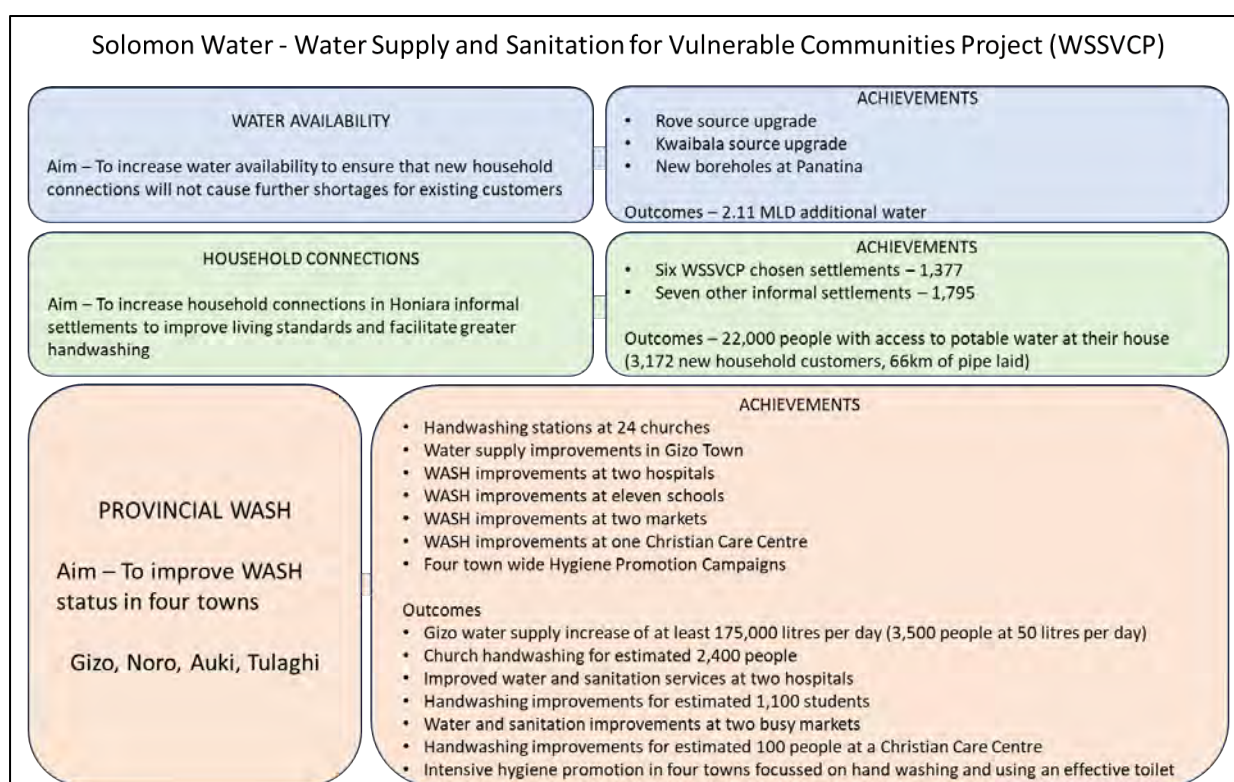 Solomon Water - Water Supply and Sanitation for Vulnerable Communities Project (WSSVCP)
WATER AVAILABILITY
Aim – To increase water availability to ensure that new household
connections will not cause further shortages for existing customers
ACHIEVEMENTS
• Rove source upgrade
• Kwaibala source upgrade
• New boreholes at Panatina
Outcomes – 2.11 MLD additional water
HOUSEHOLD CONNECTIONS
Aim – To increase household connections in Honiara informal
settlements to improve living standards and facilitate greater
handwashing
ACHIEVEMENTS
• Six WSSVCP chosen settlements – 1,377
• Seven other informal settlements – 1,795
Outcomes – 22,000 people with access to potable water at their house
(3,172 new household customers, 66km of pipe laid)
PROVINCIAL WASH
Aim – To improve WASH
status in four towns
Gizo, Noro, Auki, Tulaghi
ACHIEVEMENTS
• Handwashing stations at 24 churches
• Water supply improvements in Gizo Town
• WASH improvements at two hospitals
• WASH improvements at eleven schools
• WASH improvements at two markets
• WASH improvements at one Christian Care Centre
• Four town wide Hygiene Promotion Campaigns
Outcomes
• Gizo water supply increase of at least 175,000 litres per day (3,500 people at 50 litres per day)
• Church handwashing for estimated 2,400 people
• Improved water and sanitation services at two hospitals
• Handwashing improvements for estimated 1,100 students
• Water and sanitation improvements at two busy markets
• Handwashing improvements for estimated 100 people at a Christian Care Centre
• Intensive hygiene promotion in four towns focussed on hand washing and using an effective toilet